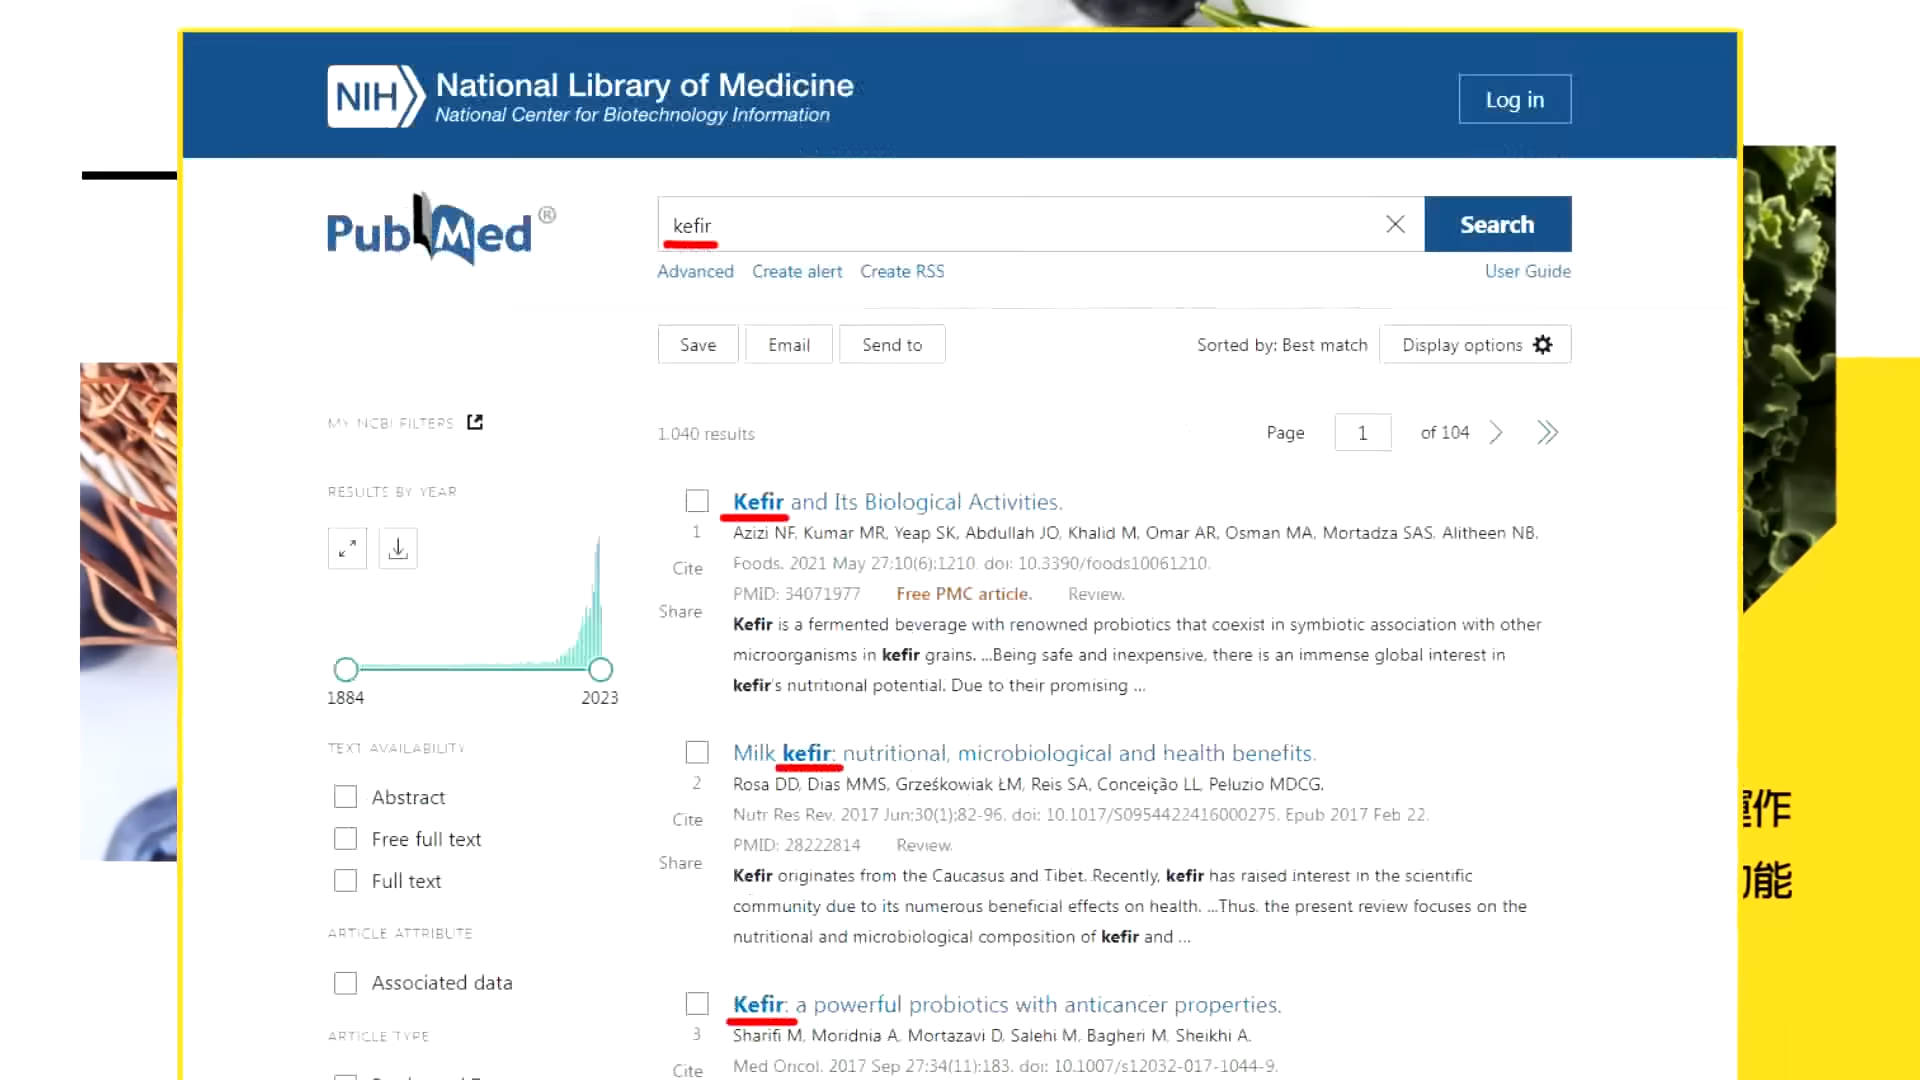 NIH National Library of Medicine
National Center for Biotechnology Information
Log in
PubMed®
kefir
Search
Advanced Create alert Create RSS
User Guide
Save Email Send to
Sorted by: Best match
Display options
MY NCBI FILTERS
1,040 results
Page 1 of 104
RESULTS BY YEAR
1884 2023
TEXT AVAILABILITY
Abstract
Free full text
Full text
ARTICLE ATTRIBUTE
Associated data
ARTICLE TYPE
Kefir and Its Biological Activities.
1
Azizi NF, Kumar MR, Yeap SK, Abdullah JO, Khalid M, Omar AR, Osman MA, Mortadza SAS, Alitheen NB.
Cite
Foods. 2021 May 27;10(6):1210. doi: 10.3390/foods10061210.
PMID: 34071977 Free PMC article. Review.
Share
Kefir is a fermented beverage with renowned probiotics that coexist in symbiotic association with other
microorganisms in kefir grains. ...Being safe and inexpensive, there is an immense global interest in
kefir's nutritional potential. Due to their promising ...
Milk kefir: nutritional, microbiological and health benefits.
2
Rosa DD, Dias MMS, Grześkowiak ŁM, Reis SA, Conceição LL, Peluzio MDCG.
Cite
Nutr Res Rev. 2017 Jun;30(1):82-96. doi: 10.1017/S0954422416000275. Epub 2017 Feb 22.
PMID: 28222814 Review.
Share
Kefir originates from the Caucasus and Tibet. Recently, kefir has raised interest in the scientific
community due to its numerous beneficial effects on health. ...Thus, the present review focuses on the
nutritional and microbiological composition of kefir and ...
Kefir: a powerful probiotics with anticancer properties.
3
Sharifi M, Moridnia A, Mortazavi D, Salehi M, Bagheri M, Sheikhi A.
Cite
Med Oncol. 2017 Sep 27;34(11):183. doi: 10.1007/s12032-017-1044-9.
作
能